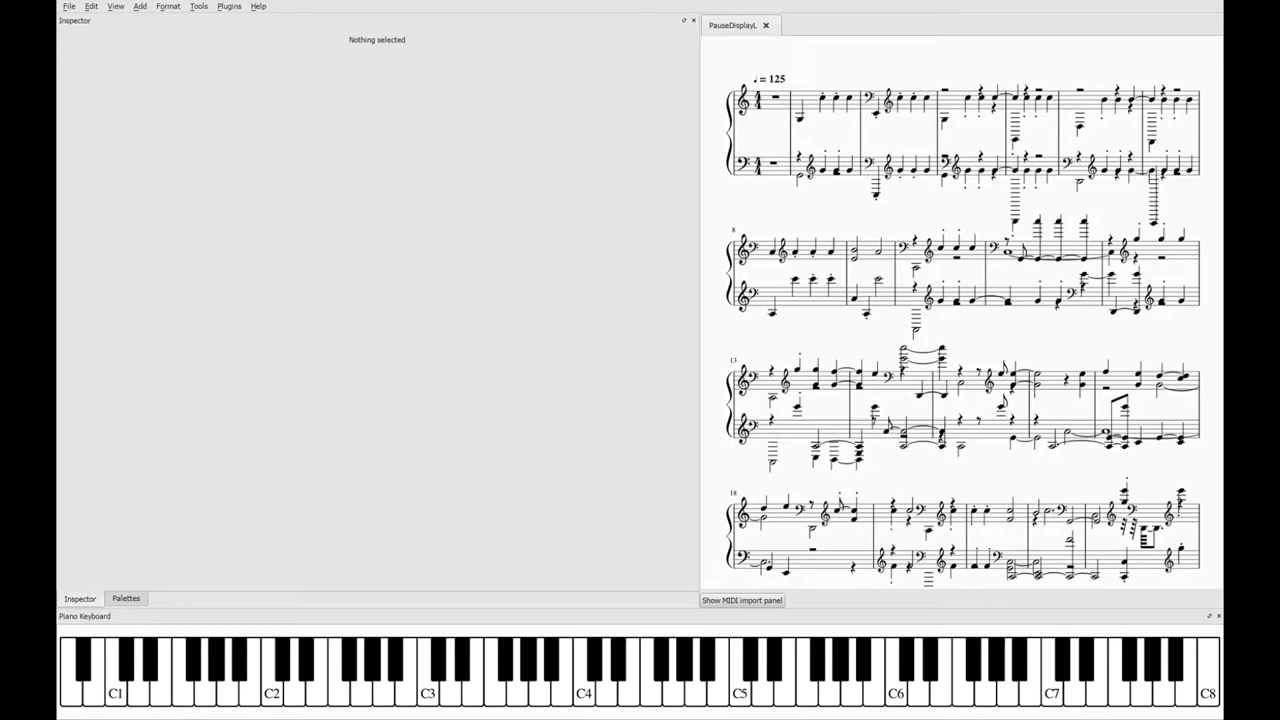 File Edit View Add Format Tools Plugins Help
Inspector
Nothing selected
PauseDisplayL
= 125
8
13
18
Inspector Palettes
Show MIDI import panel
Piano Keyboard
C1 C2 C3 C4 C5 C6 C7 C8